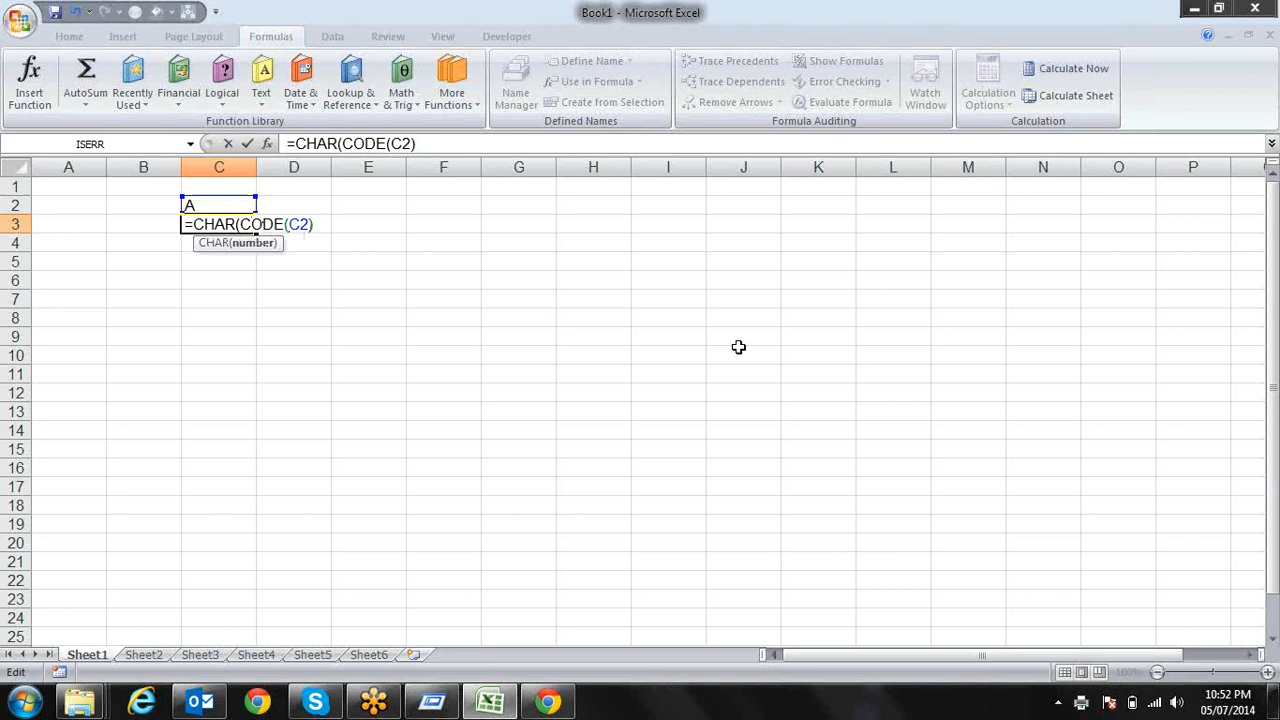 Book1 - Microsoft Excel
Home Insert Page Layout Formulas Data Review View Developer
Insert Function
AutoSum
Recently Used
Financial
Logical
Text
Date & Time
Lookup & Reference
Math & Trig
More Functions
Function Library
Name Manager
Define Name
Use in Formula
Create from Selection
Defined Names
Trace Precedents
Trace Dependents
Remove Arrows
Show Formulas
Error Checking
Evaluate Formula
Formula Auditing
Watch Window
Calculation Options
Calculate Now
Calculate Sheet
Calculation
ISERR =CHAR(CODE(C2)
A B C D E F G H I J K L M N O P
1
2 A
3 =CHAR(CODE(C2)
4 CHAR(number)
5
6
7
8
9
10
11
12
13
14
15
16
17
18
19
20
21
22
23
24
25
Sheet1 Sheet2 Sheet3 Sheet4 Sheet5 Sheet6
Edit 100%
10:52 PM
05/07/2014